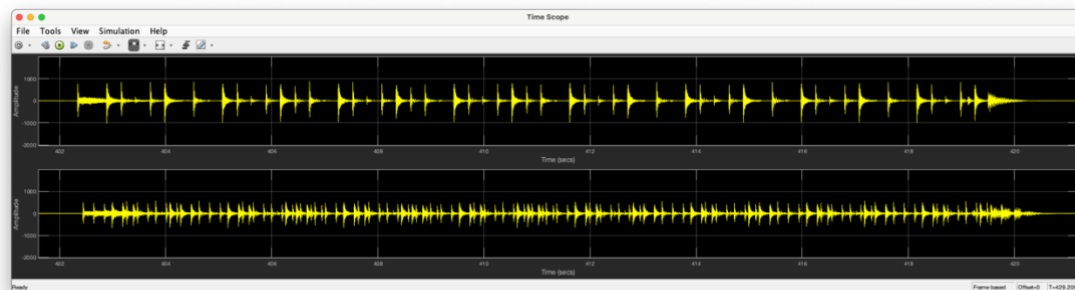 Time Scope
File Tools View Simulation Help
1000
0
-1000
-2000
Amplitude
402 404 406 408 410 412 414 416 418 420
Time (secs)
1000
0
-1000
-2000
Amplitude
402 404 406 408 410 412 414 416 418 420
Time (secs)
Ready Frame based Offset=0